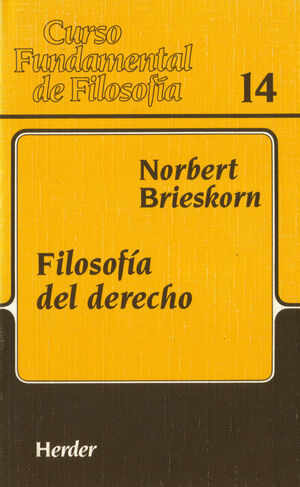 Curso
Fundamental
de Filosofía
14
Norbert
Brieskorn
Filosofía
del derecho
Herder